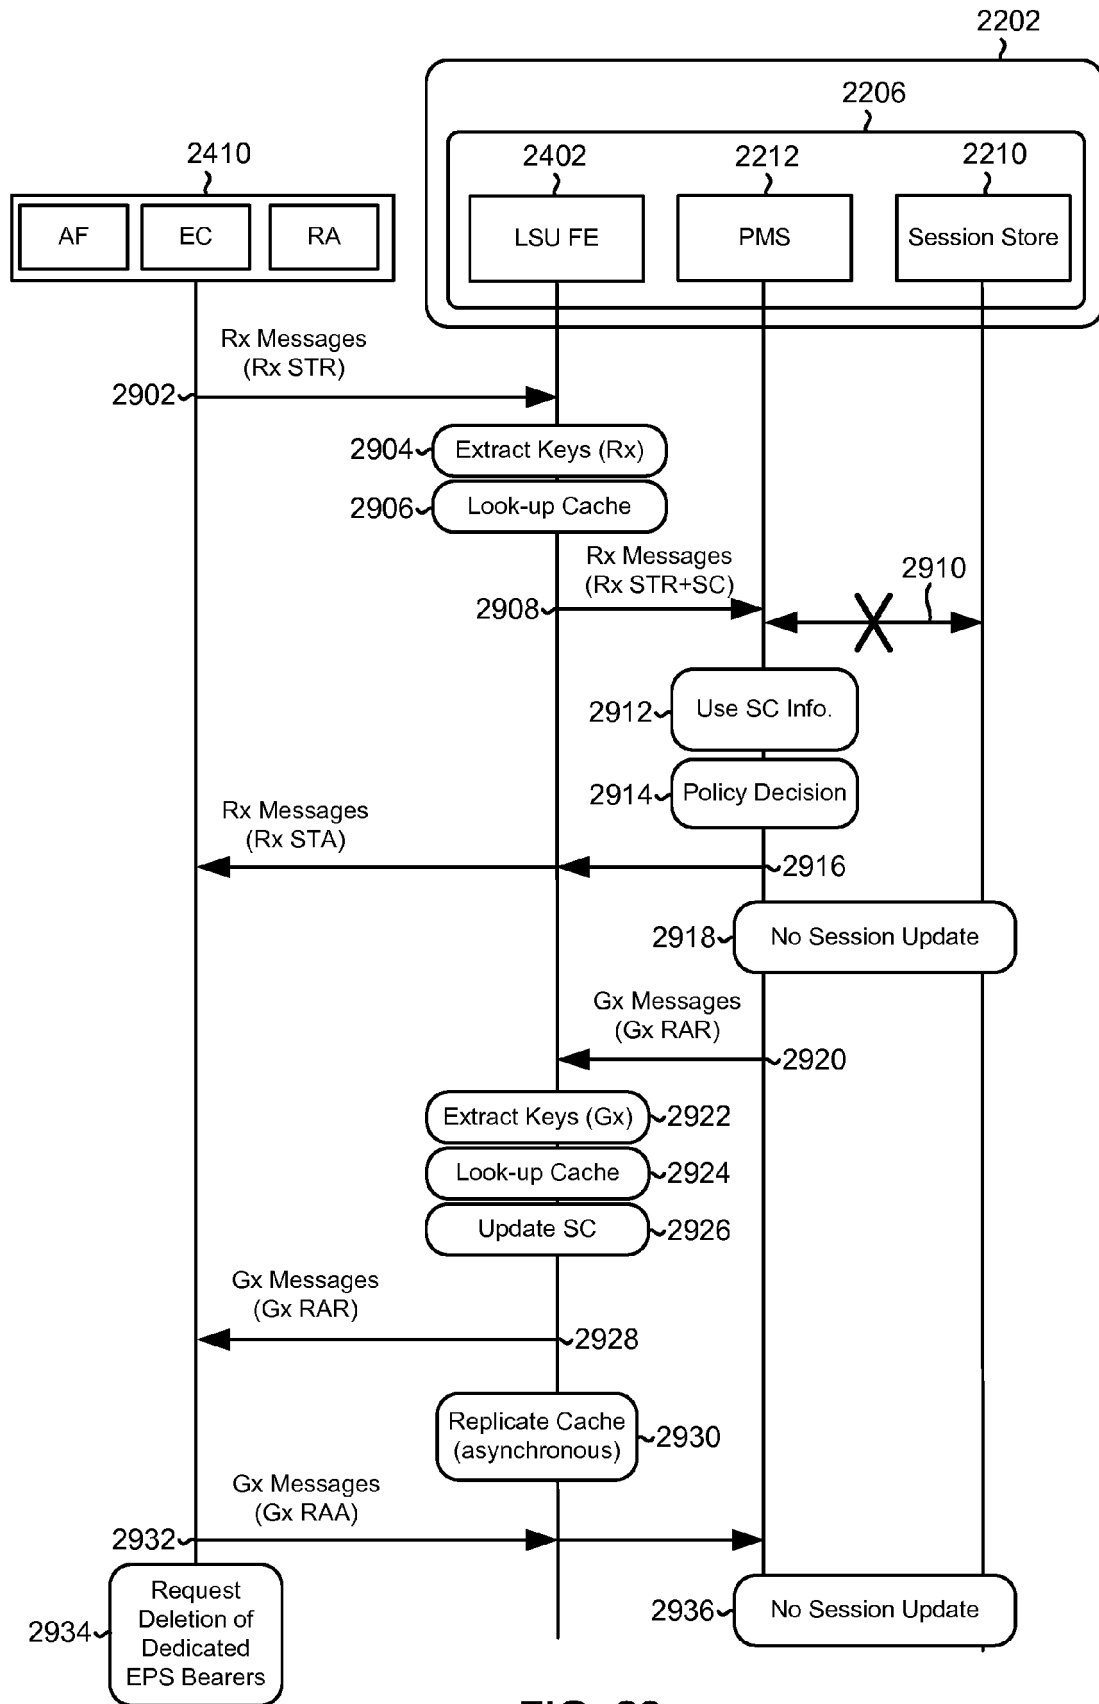 2202
2206
2410
2402
2212
2210
AF
EC
RA
LSU FE
PMS
Session Store
Rx Messages
(Rx STR)
2902
2904
Extract Keys (Rx)
2906
Look-up Cache
Rx Messages
(Rx STR+SC)
2908
2910
2912
Use SC Info.
2914
Policy Decision
Rx Messages
(Rx STA)
2916
2918
No Session Update
Gx Messages
(Gx RAR)
2920
Extract Keys (Gx)
2922
Look-up Cache
2924
Update SC
2926
Gx Messages
(Gx RAR)
2928
Replicate Cache
(asynchronous)
2930
Gx Messages
(Gx RAA)
2932
2934
Request
Deletion of
Dedicated
EPS Bearers
2936
No Session Update